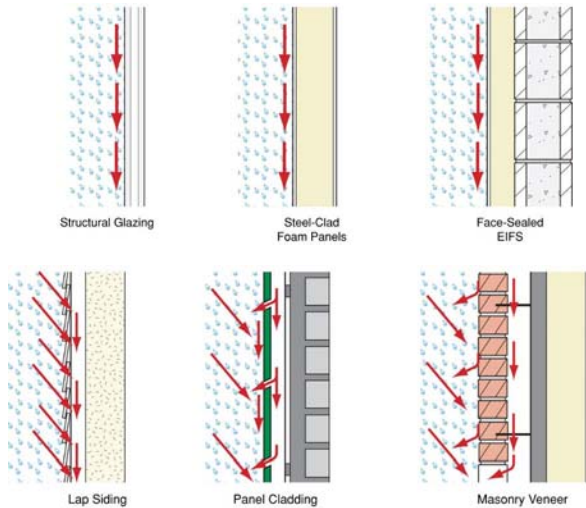 Structural Glazing
Steel-Clad
Foam Panels
Face-Sealed
EIFS
Lap Siding
Panel Cladding
Masonry Veneer